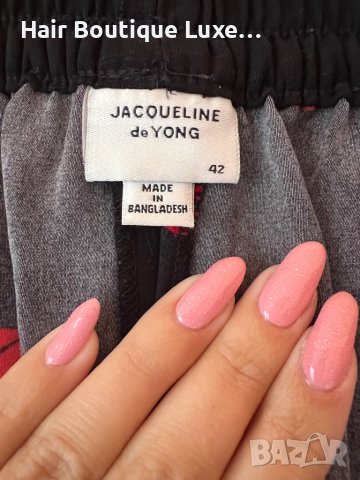 Hair Boutique Luxe...
JACQUELINE
de YONG
42
MADE
IN
BANGLADESH
BAZAR